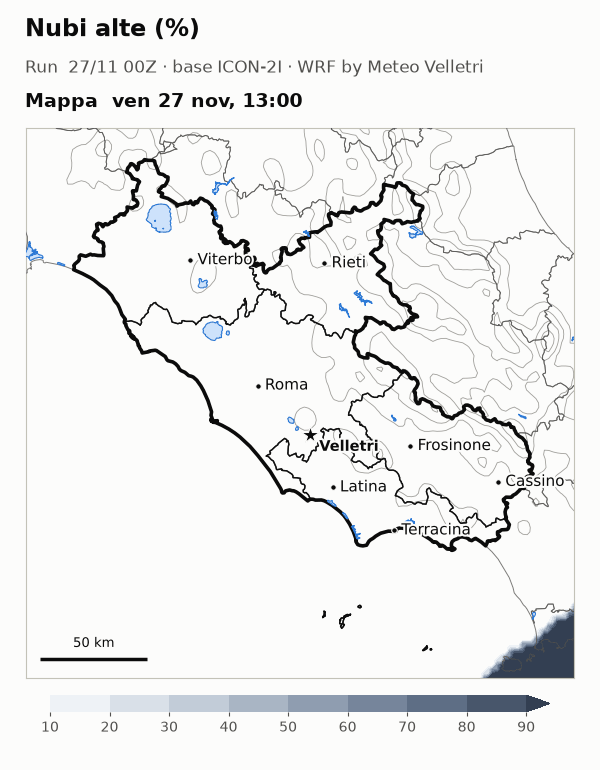 Nubi alte (%)
Run  27/11 00Z · base ICON-2I · WRF by Meteo Velletri
Mappa  ven 27 nov, 13:00
Viterbo
Rieti
Roma
Velletri
Frosinone
Cassino
Latina
Terracina
50 km
10 20 30 40 50 60 70 80 90